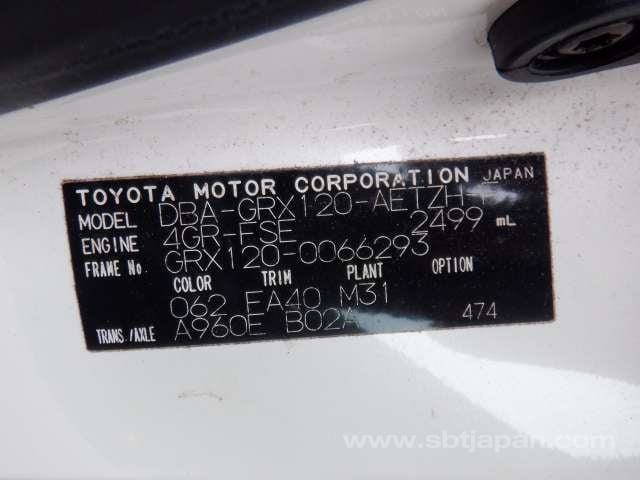 TOYOTA MOTOR CORPORATION JAPAN
MODEL DBA-GRX120-AETZH
ENGINE 4GR-FSE 2499 mL
FRAME No GRX120-0066293
COLOR TRIM PLANT OPTION
062 FA40 M31
TRANS./AXLE A960E B02A 474
www.sbtjapan.com